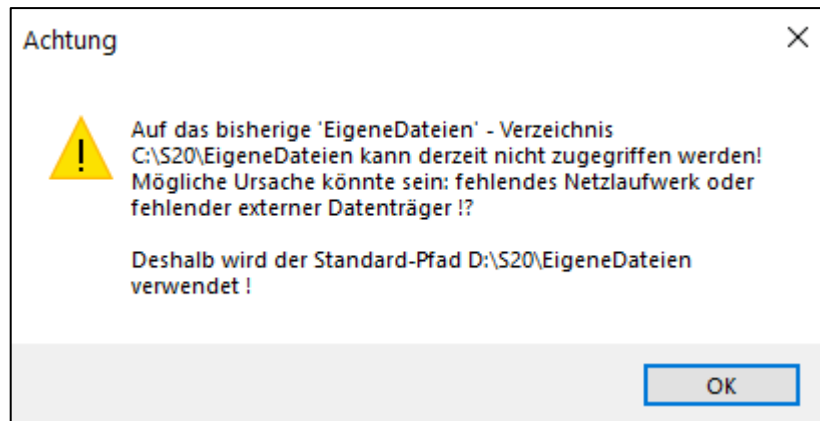 Achtung
Auf das bisherige 'EigeneDateien' - Verzeichnis
C:\S20\EigeneDateien kann derzeit nicht zugegriffen werden!
Mögliche Ursache könnte sein: fehlendes Netzlaufwerk oder
fehlender externer Datenträger !?
Deshalb wird der Standard-Pfad D:\S20\EigeneDateien
verwendet !
OK